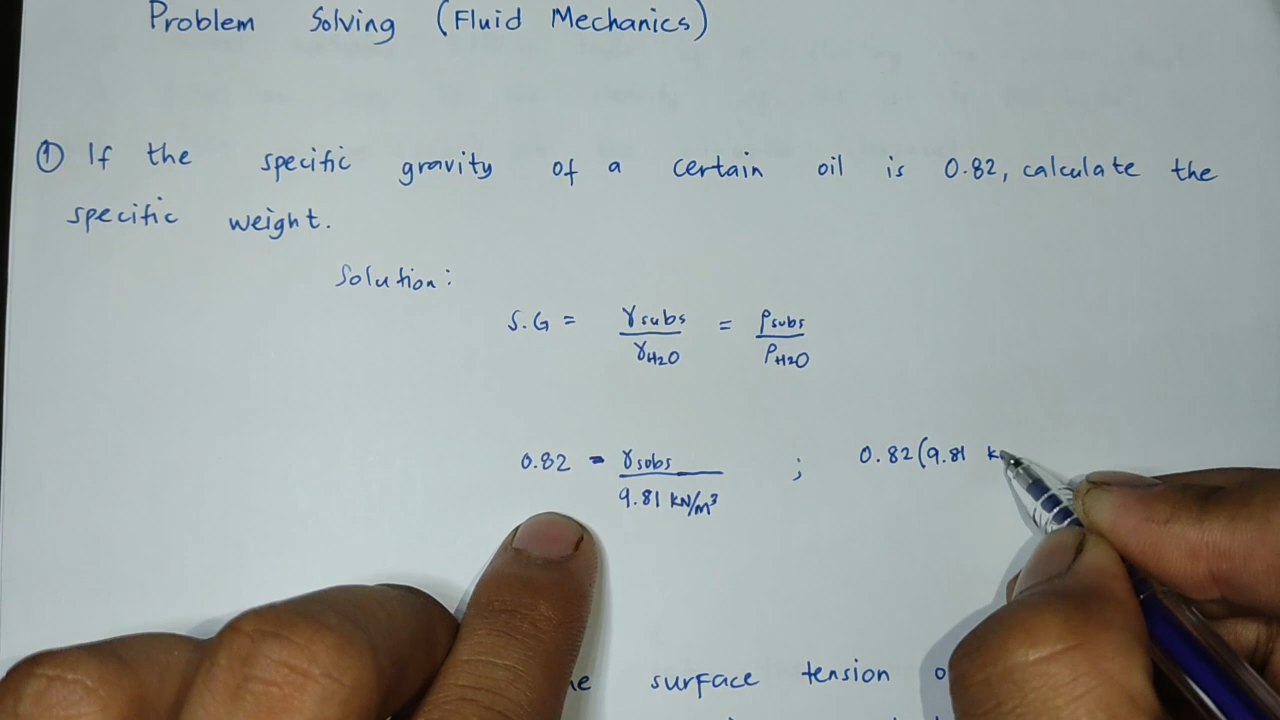 Problem Solving (Fluid Mechanics)
① If the specific gravity of a certain oil is 0.82, calculate the
specific weight.
Solution:
S.G = γsubs / γH2O = ρsubs / ρH2O
0.82 = γsubs / 9.81 kN/m³ ; 0.82(9.81 k
surface tension